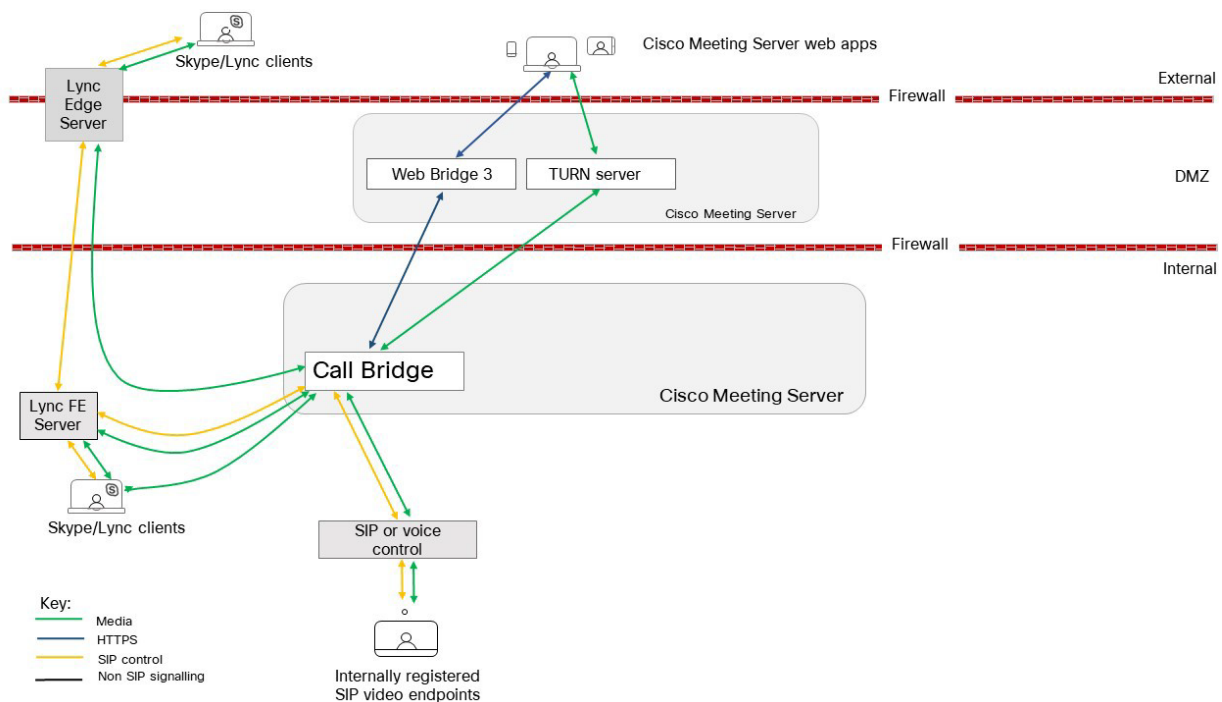 Skype/Lync clients
Cisco Meeting Server web apps
External
Lync
Edge
Server
Firewall
Web Bridge 3
TURN server
DMZ
Cisco Meeting Server
Firewall
Internal
Call Bridge
Cisco Meeting Server
Lync FE
Server
Skype/Lync clients
SIP or voice
control
Key:
Media
HTTPS
SIP control
Non SIP signalling
Internally registered
SIP video endpoints